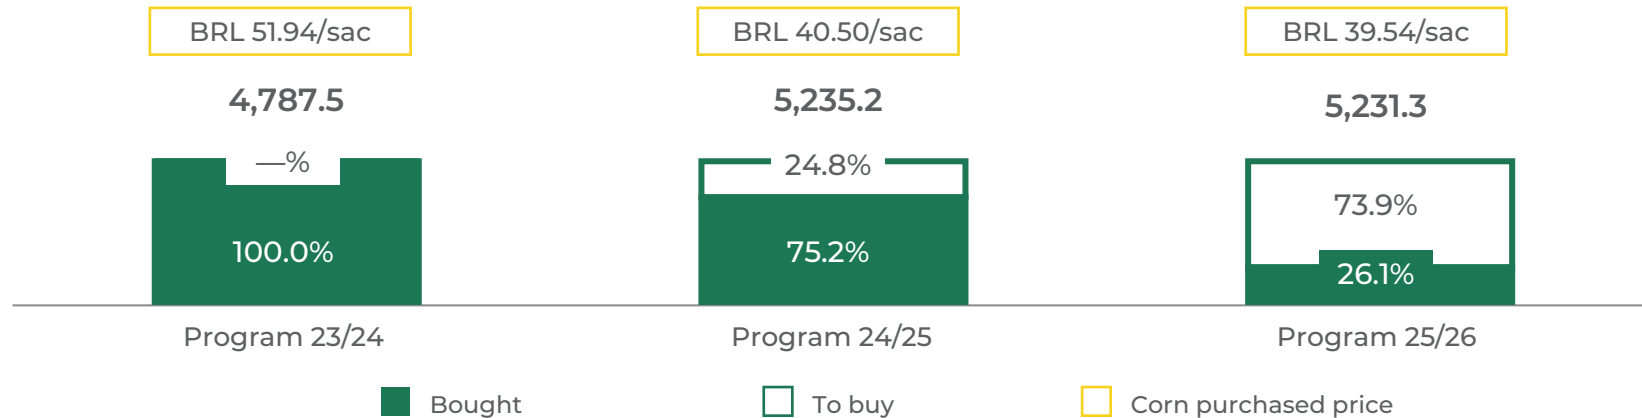 BRL 51.94/sac
BRL 40.50/sac
BRL 39.54/sac
4,787.5
5,235.2
5,231.3
—%
24.8%
73.9%
100.0%
75.2%
26.1%
Program 23/24
Program 24/25
Program 25/26
Bought
To buy
Corn purchased price